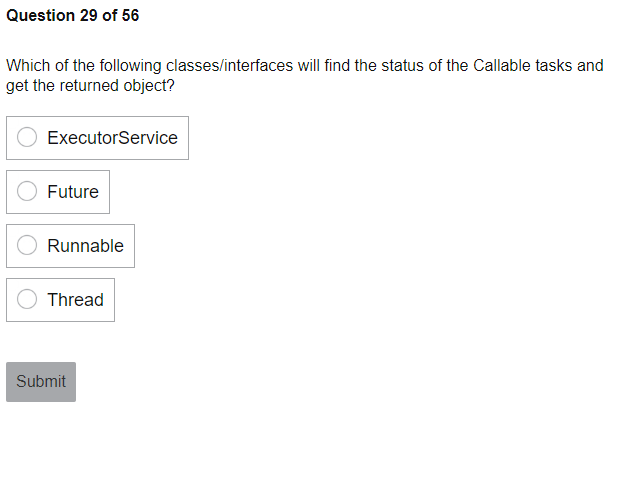 Question 29 of 56
Which of the following classes/interfaces will find the status of the Callable tasks and
get the returned object?
ExecutorService
Future
Runnable
Thread
Submit